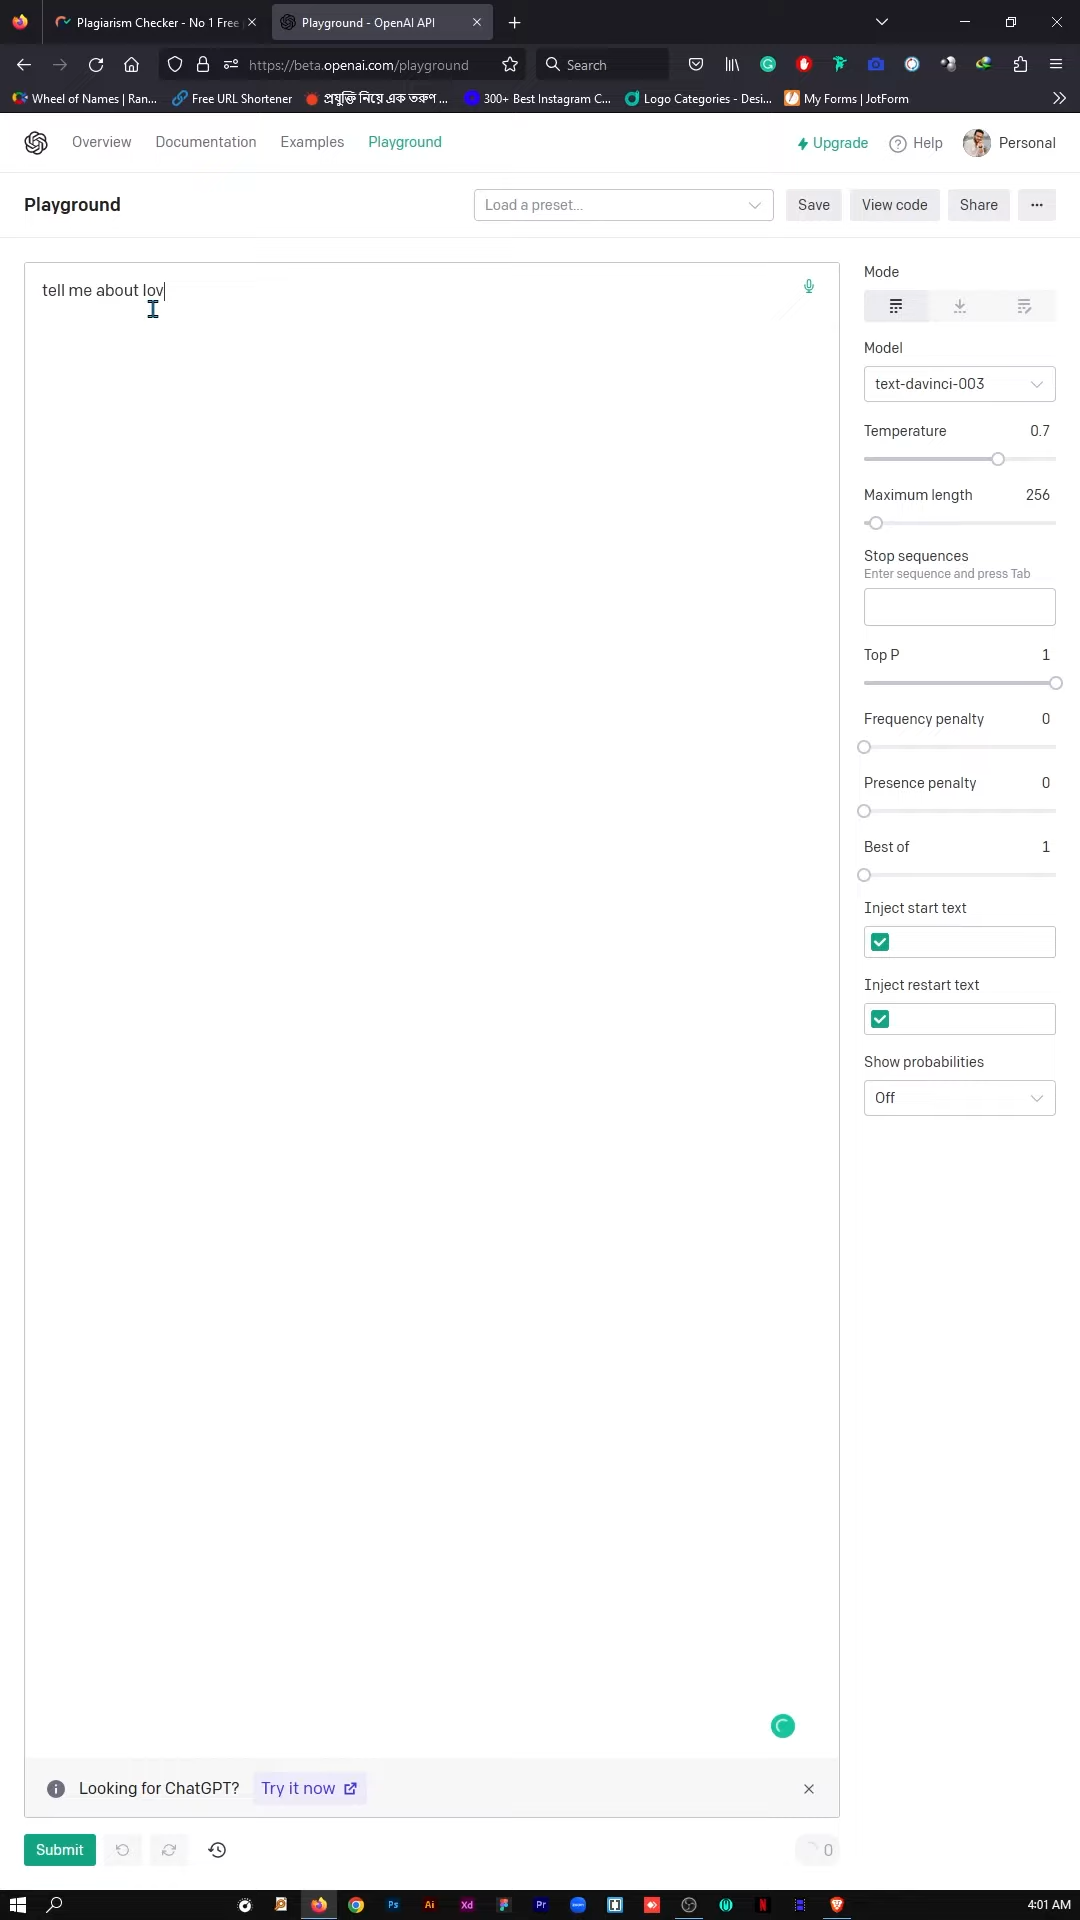 Plagiarism Checker - No 1 Free
Playground - OpenAI API
https://beta.openai.com/playground
Search
Wheel of Names | Ran...
Free URL Shortener
প্রযুক্তি নিয়ে এক তরুণ ...
300+ Best Instagram C...
Logo Categories - Desi...
My Forms | JotForm
Overview
Documentation
Examples
Playground
Upgrade
Help
Personal
Playground
Load a preset...
Save
View code
Share
tell me about lov
Mode
Model
text-davinci-003
Temperature 0.7
Maximum length 256
Stop sequences
Enter sequence and press Tab
Top P 1
Frequency penalty 0
Presence penalty 0
Best of 1
Inject start text
Inject restart text
Show probabilities
Off
Looking for ChatGPT? Try it now
Submit
0
Ps
Ai
Xd
Pr
4:01 AM